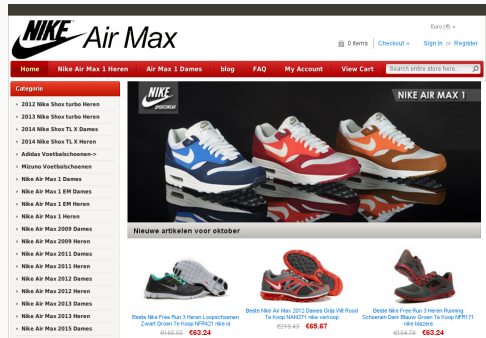 Euro (€)
NIKE Air Max
0 items Checkout » Sign In or Register
Home Nike Air Max 1 Heren Air Max 1 Dames blog FAQ My Account View Cart Search entire store here...
Categorie
2012 Nike Shox turbo Heren
2013 Nike Shox turbo Heren
2014 Nike Shox TL X Dames
2014 Nike Shox TL X Heren
Adidas Voetbalschoenen->
Mizuno Voetbalschoenen
Nike Air Max 1 Dames
Nike Air Max 1 EM Dames
Nike Air Max 1 EM Heren
Nike Air Max 1 Heren
Nike Air Max 2009 Dames
Nike Air Max 2009 Heren
Nike Air Max 2011 Dames
Nike Air Max 2011 Heren
Nike Air Max 2012 Dames
Nike Air Max 2012 Heren
Nike Air Max 2013 Dames
Nike Air Max 2013 Heren
Nike Air Max 2015 Dames
NIKE
SPORTSWEAR
NIKE AIR MAX 1
Nieuwe artikelen voor oktober
Beste Nike Free Run 3 Heren Loopschoenen
Zwart Groen Te Koop NFR421 nike id
€63.24
Beste Nike Air Max 2012 Dames Grijs Wit Rood
Te Koop NAM271 nike verkoop
€218.43 €65.67
Beste Nike Free Run 3 Heren Running
Schoenen Dark Blauw Groen Te Koop NFR171
nike blazers
€154.76 €63.24